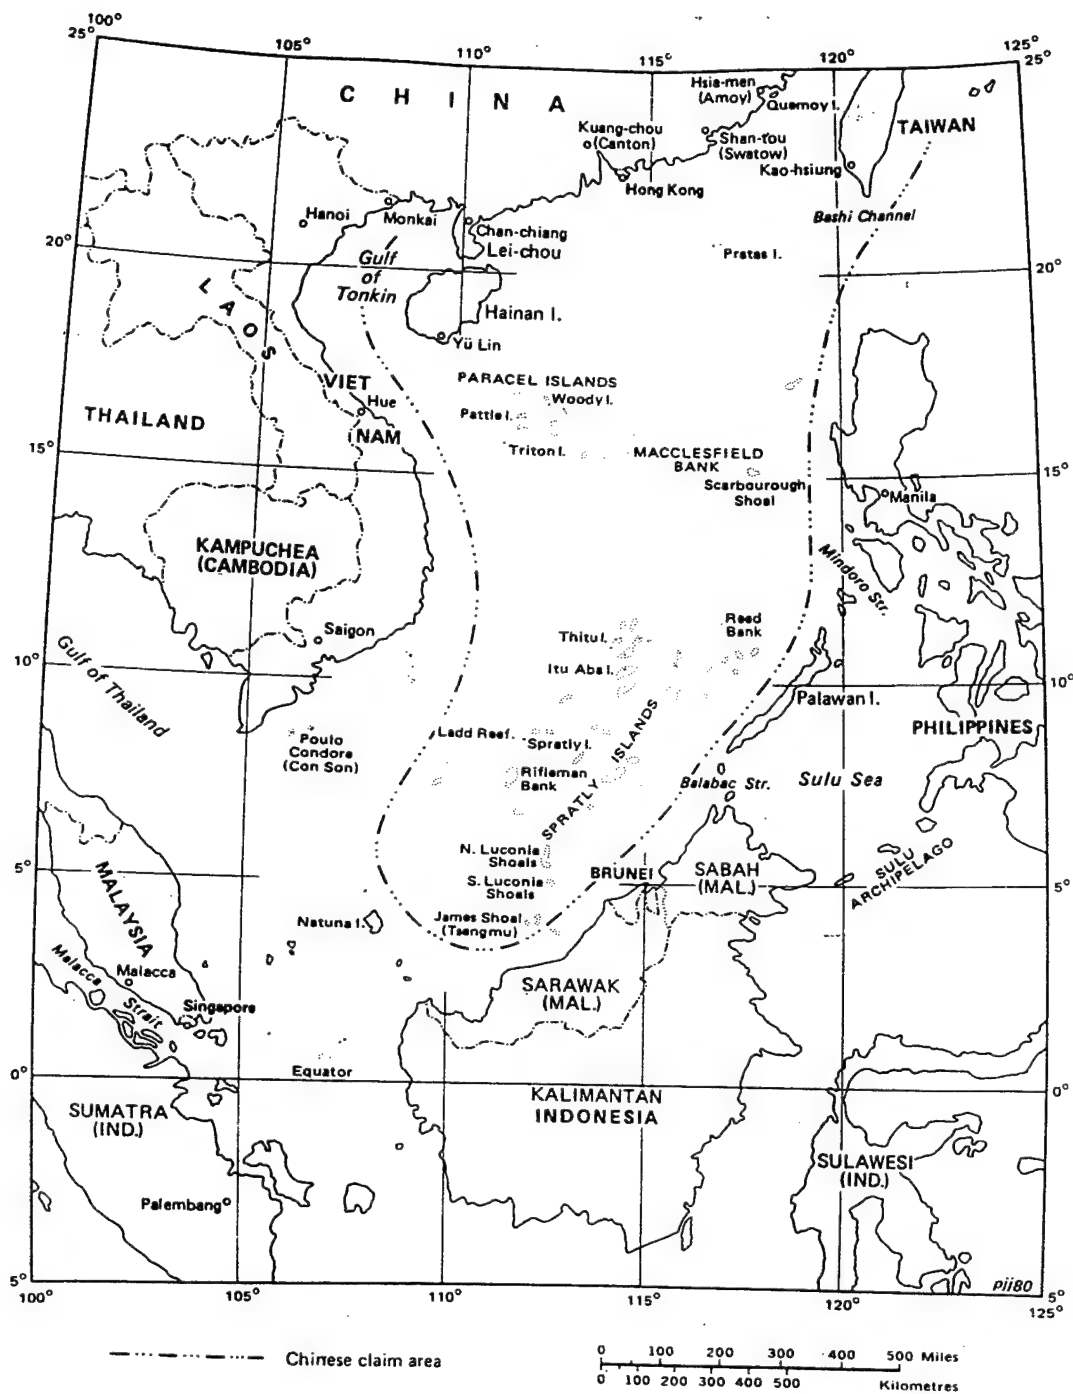 100° 105° 110° 115° 120° 125°
25° 25°
C H I N A
Hsia-men
(Amoy)
Quemoy I.
TAIWAN
Kuang-chou
(Canton)
Shan-tou
(Swatow)
Kao-hsiung
Hong Kong
Hanoi
Monkai
Bashi Channel
Chan-chiang
Lei-chou
Pratas I.
20° 20°
Gulf
of
Tonkin
LAOS
Hainan I.
Yü Lin
PARACEL ISLANDS
VIET
Woody I.
Hue
Pattle I.
THAILAND
NAM
Triton I.
MACCLESFIELD
BANK
15° 15°
Scarbourough
Shoal
Manila
KAMPUCHEA
(CAMBODIA)
Mindoro Str.
Saigon
Thitu I.
Reed
Bank
Itu Aba I.
Gulf of Thailand
10° 10°
Palawan I.
PHILIPPINES
Poulo
Condore
(Con Son)
Ladd Reef.
Spratly I.
SPRATLY ISLANDS
Rifleman
Bank
Balabac Str.
Sulu Sea
N. Luconia
Shoals
BRUNEI
SABAH
(MAL.)
SULU
ARCHIPELAGO
5° 5°
MALAYSIA
S. Luconia
Shoals
Natuna I.
James Shoal
(Tsengmu)
Malacca
Strait
Malacca
Singapore
SARAWAK
(MAL.)
Equator
0° 0°
SUMATRA
(IND.)
KALIMANTAN
INDONESIA
SULAWESI
(IND.)
Palembang
pii80
5° 5°
100° 105° 110° 115° 120° 125°
Chinese claim area
0 100 200 300 400 500 Miles
0 100 200 300 400 500
Kilometres